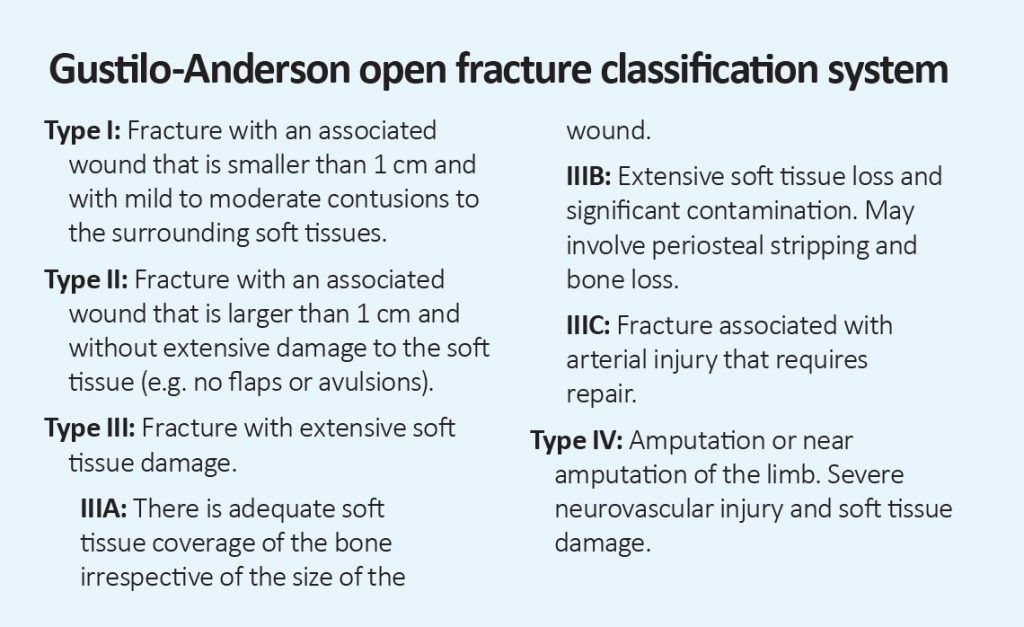 Gustilo-Anderson open fracture classification system
Type I: Fracture with an associated
wound that is smaller than 1 cm and
with mild to moderate contusions to
the surrounding soft tissues.
Type II: Fracture with an associated
wound that is larger than 1 cm and
without extensive damage to the soft
tissue (e.g. no flaps or avulsions).
Type III: Fracture with extensive soft
tissue damage.
IIIA: There is adequate soft
tissue coverage of the bone
irrespective of the size of the
wound.
IIIB: Extensive soft tissue loss and
significant contamination. May
involve periosteal stripping and
bone loss.
IIIC: Fracture associated with
arterial injury that requires
repair.
Type IV: Amputation or near
amputation of the limb. Severe
neurovascular injury and soft tissue
damage.